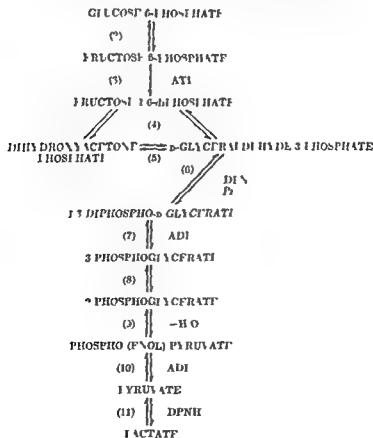 GLUCOSE 6-PHOSPHATE
(2)
FRUCTOSE 6-PHOSPHATE
(3) ATP
FRUCTOSE 1 6-diPHOSPHATE
(4)
DIHYDROXYACETONE D-GLYCERALDEHYDE 3 PHOSPHATE
PHOSPHATE (5)
(6) DPN
Pi
1 3 DIPHOSPHO-D GLYCERATE
(7) ADP
3 PHOSPHOGLYCERATE
(8)
2 PHOSPHOGLYCERATE
(9) -H O
PHOSPHO (ENOL) PYRUVATE
(10) ADP
PYRUVATE
(11) DPNH
LACTATE